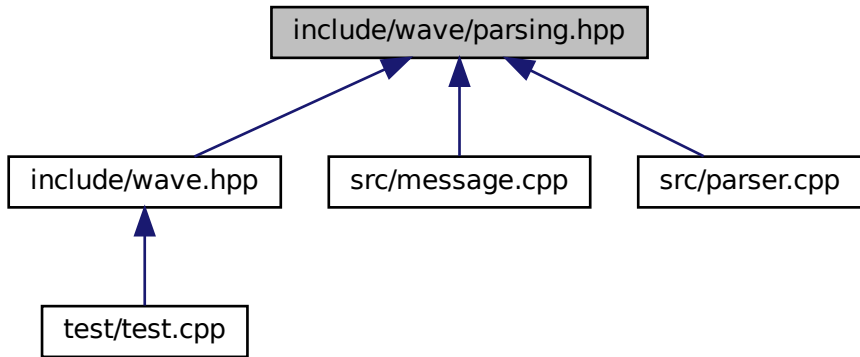 include/wave/parsing.hpp
include/wave.hpp
src/message.cpp
src/parser.cpp
test/test.cpp